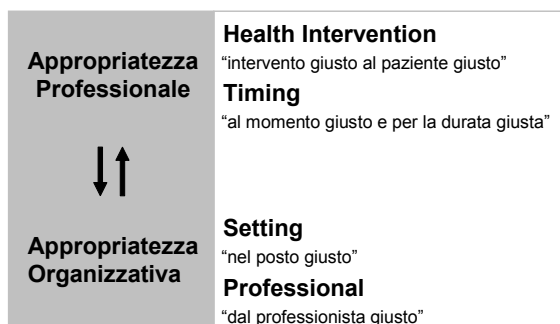 Appropriatezza
Professionale
Health Intervention
“intervento giusto al paziente giusto”
Timing
“al momento giusto e per la durata giusta”
Appropriatezza
Organizzativa
Setting
“nel posto giusto”
Professional
“dal professionista giusto”